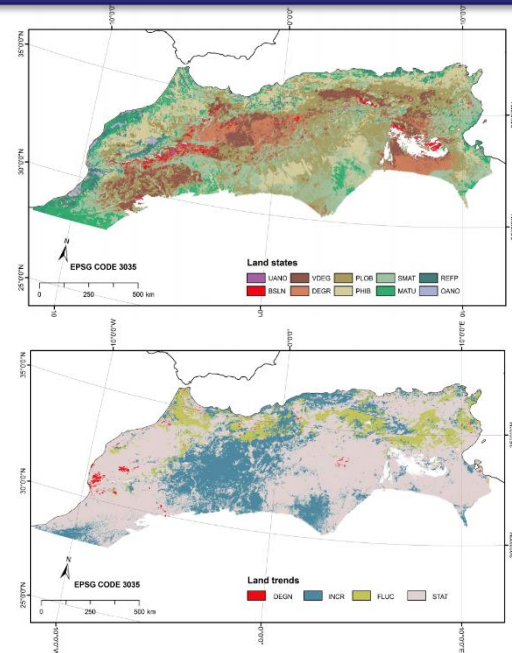 35°0'0"N
30°0'0"N
25°0'0"N
N
EPSG CODE 3035
0 250 500 km
Land states
UANO VDEG PLOB SMAT REFP
BSLN DEGR PHIB MATU OANO
35°0'0"N
30°0'0"N
25°0'0"N
N
EPSG CODE 3035
0 250 500 km
Land trends
DEGN INCR FLUC STAT